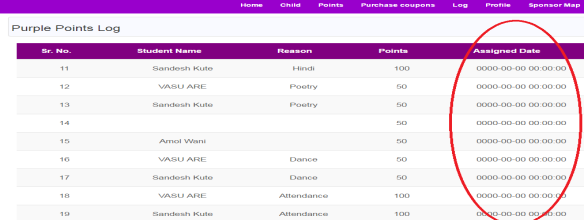 Home Child Points Purchase coupons Log Profile Sponsor Map
Purple Points Log
Sr. No. Student Name Reason Points Assigned Date
11 Sandesh Kute Hindi 100 0000-00-00 00:00:00
12 VASU ARE Poetry 50 0000-00-00 00:00:00
13 Sandesh Kute Poetry 50 0000-00-00 00:00:00
14 50 0000-00-00 00:00:00
15 Amol Wani 50 0000-00-00 00:00:00
16 VASU ARE Dance 50 0000-00-00 00:00:00
17 Sandesh Kute Dance 50 0000-00-00 00:00:00
18 VASU ARE Attendance 100 0000-00-00 00:00:00
19 Sandesh Kute Attendance 100 0000-00-00 00:00:00